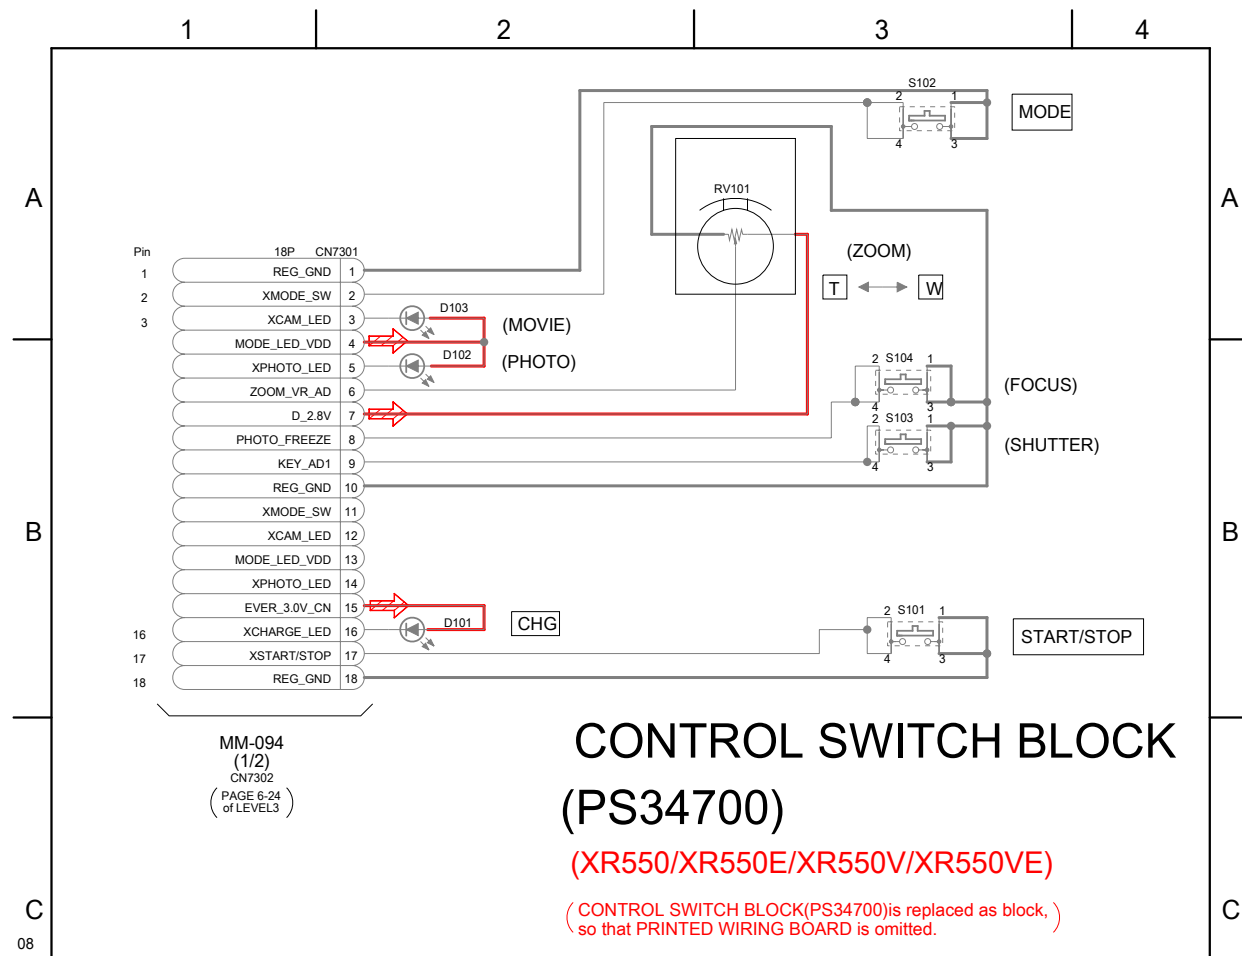 1 2 3 4
S102
2 1
MODE
4 3
A A
RV101
Pin 18P CN7301
(ZOOM)
1 REG_GND 1
T W
2 XMODE_SW 2
3 XCAM_LED 3
D103
(MOVIE)
MODE_LED_VDD 4
D102
(PHOTO)
XPHOTO_LED 5
2 S104 1
ZOOM_VR_AD 6
(FOCUS)
4 3
D_2.8V 7
2 S103 1
PHOTO_FREEZE 8
(SHUTTER)
KEY_AD1 9
4 3
REG_GND 10
XMODE_SW 11
B B
XCAM_LED 12
MODE_LED_VDD 13
XPHOTO_LED 14
EVER_3.0V_CN 15
2 S101 1
D101
CHG
16 XCHARGE_LED 16
START/STOP
17 XSTART/STOP 17
4 3
18 REG_GND 18
MM-094
(1/2)
CN7302
(PAGE 6-24
of LEVEL3)
CONTROL SWITCH BLOCK
(PS34700)
(XR550/XR550E/XR550V/XR550VE)
(CONTROL SWITCH BLOCK(PS34700)is replaced as block,
so that PRINTED WIRING BOARD is omitted.)
C C
08